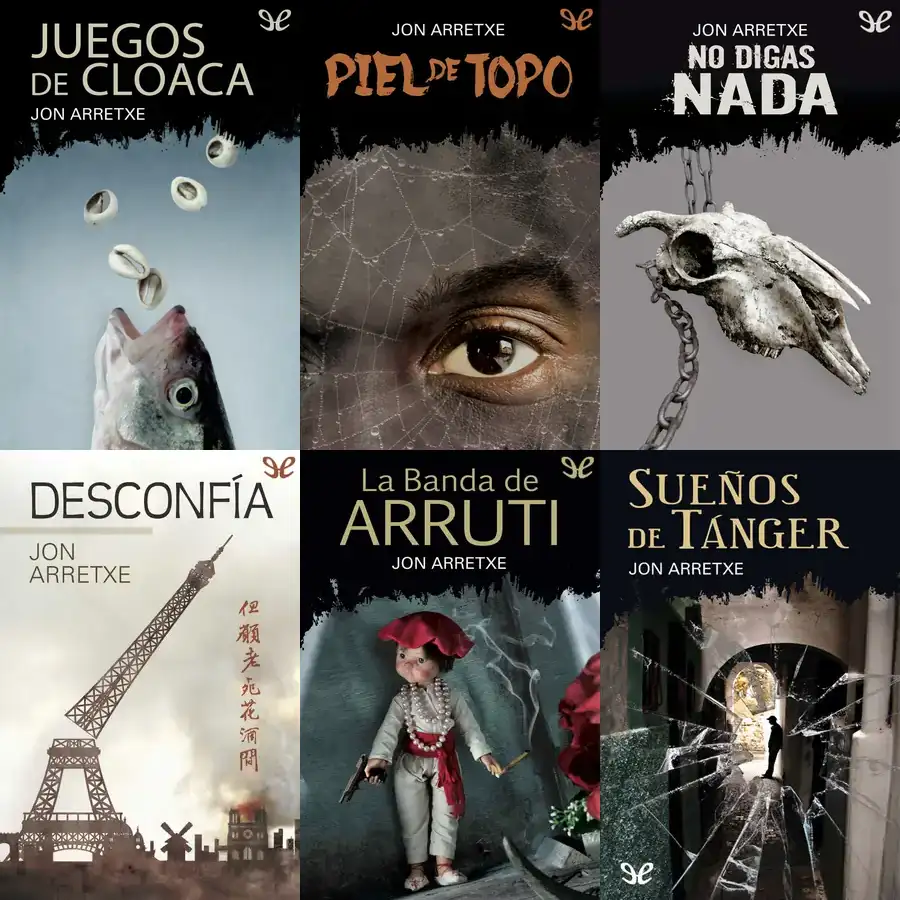 JUEGOS
DE CLOACA
JON ARRETXE
JON ARRETXE
PIEL DE TOPO
JON ARRETXE
NO DIGAS
NADA
DESCONFÍA
JON
ARRETXE
但願老死花酒間
La Banda de
ARRUTI
JON ARRETXE
SUEÑOS
DE TÁNGER
JON ARRETXE